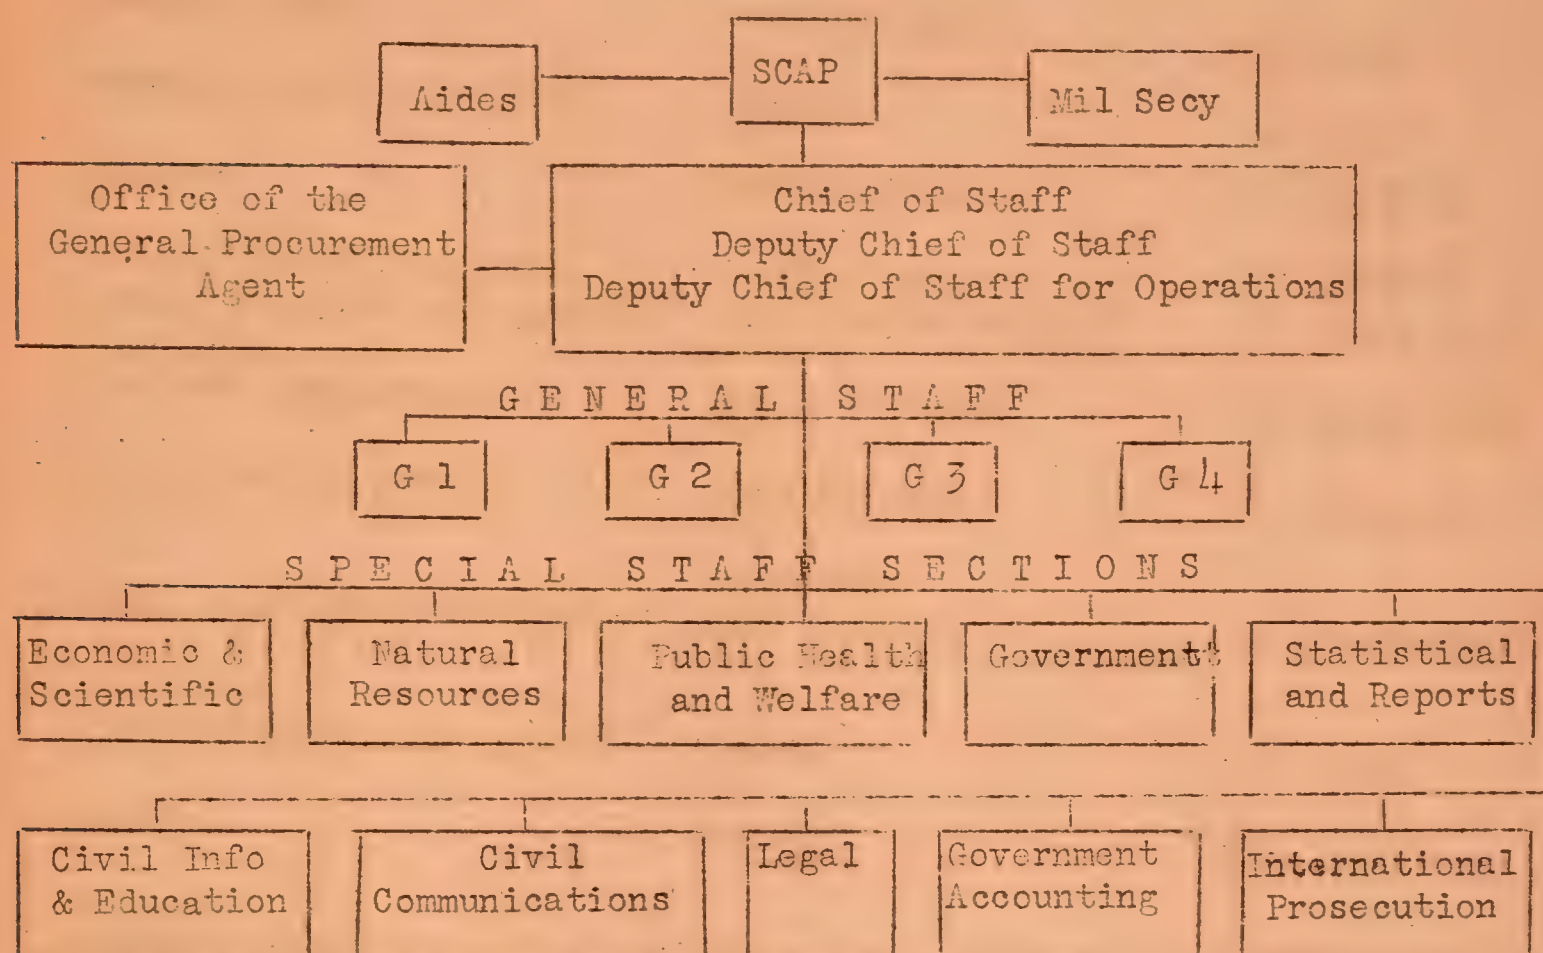 SCAP
Aides
Mil Secy
Office of the
General Procurement
Agent
Chief of Staff
Deputy Chief of Staff
Deputy Chief of Staff for Operations
GENERAL STAFF
G 1
G 2
G 3
G 4
SPECIAL STAFF SECTIONS
Economic &
Scientific
Natural
Resources
Public Health
and Welfare
Government
Statistical
and Reports
Civil Info
& Education
Civil
Communications
Legal
Government
Accounting
International
Prosecution